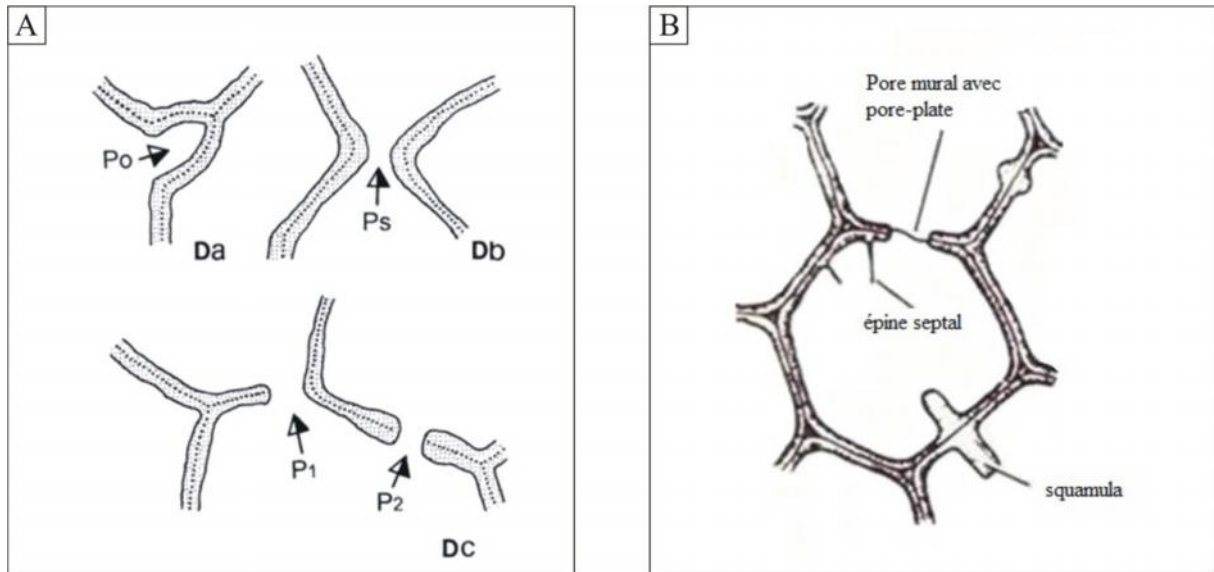 A
Po
Da
Ps
Db
P1
P2
Dc
B
Pore mural avec
pore-plate
épine septal
squamula